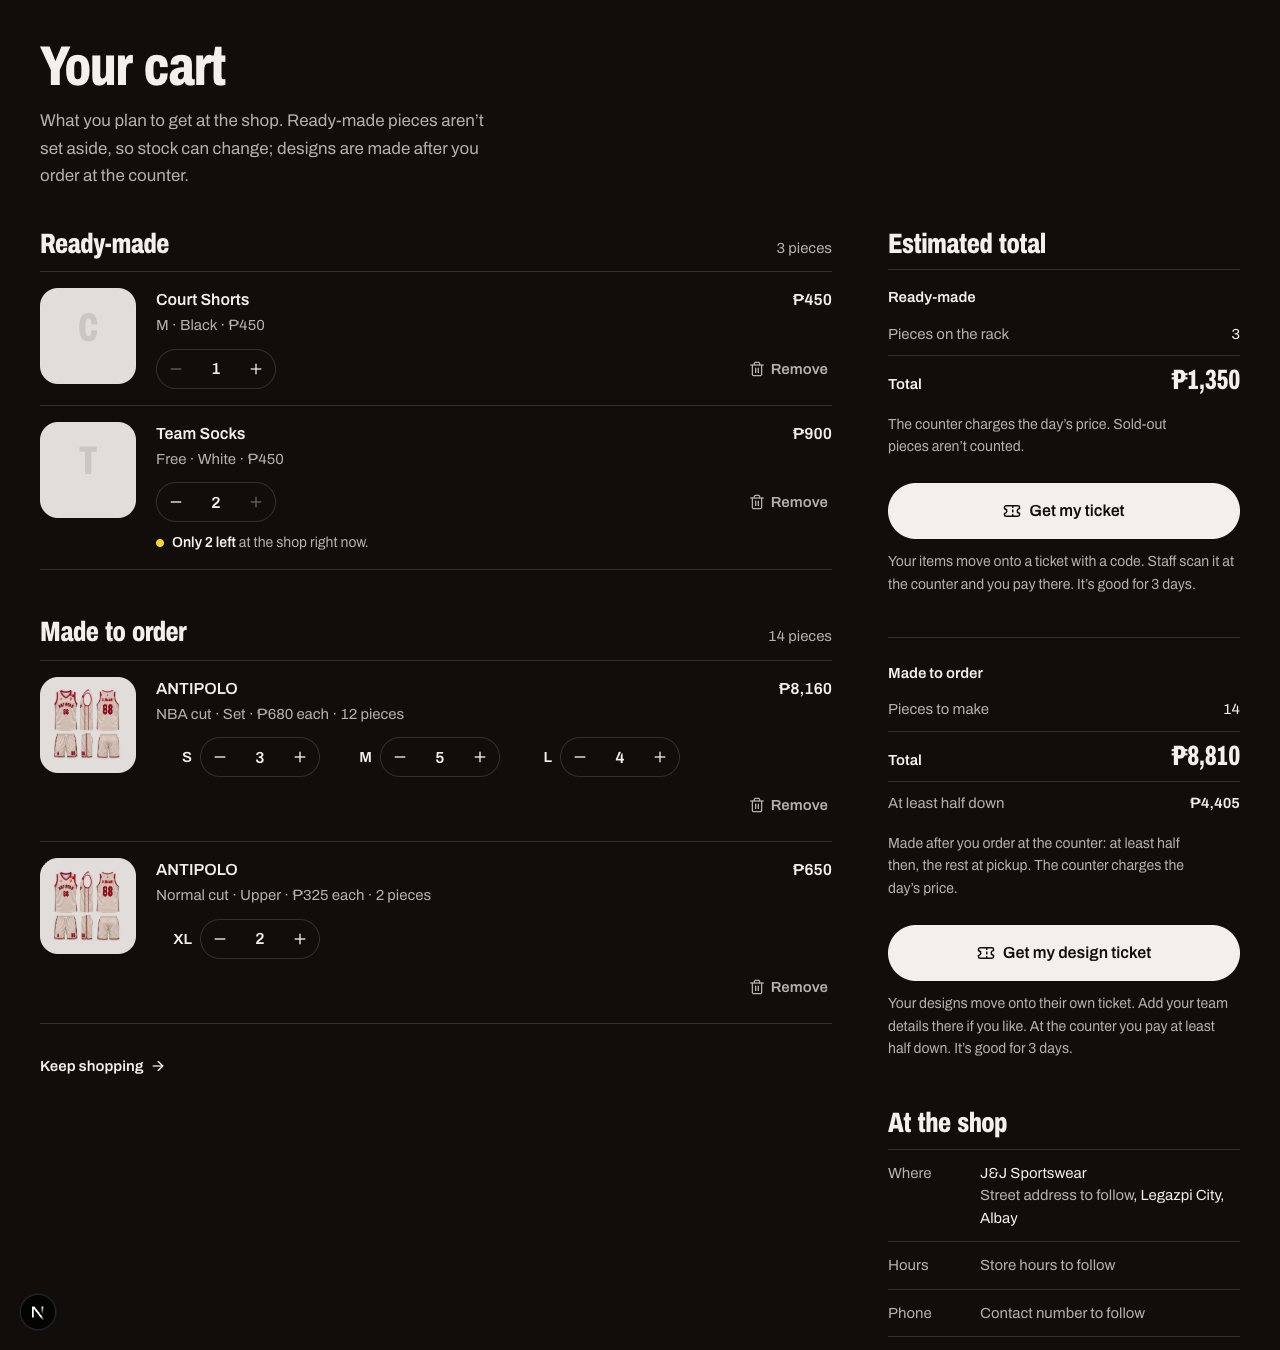 Your cart
What you plan to get at the shop. Ready-made pieces aren’t
set aside, so stock can change; designs are made after you
order at the counter.
Ready-made
3 pieces
C
Court Shorts
₱450
M · Black · ₱450
1
Remove
T
Team Socks
₱900
Free · White · ₱450
2
Remove
Only 2 left at the shop right now.
Made to order
14 pieces
ANTIPOLO
₱8,160
NBA cut · Set · ₱680 each · 12 pieces
88
S 3 M 5 L 4
Remove
ANTIPOLO
₱650
Normal cut · Upper · ₱325 each · 2 pieces
88
XL 2
Remove
Keep shopping
Estimated total
Ready-made
Pieces on the rack 3
Total ₱1,350
The counter charges the day’s price. Sold-out
pieces aren’t counted.
Get my ticket
Your items move onto a ticket with a code. Staff scan it at
the counter and you pay there. It’s good for 3 days.
Made to order
Pieces to make 14
Total ₱8,810
At least half down ₱4,405
Made after you order at the counter: at least half
then, the rest at pickup. The counter charges the
day’s price.
Get my design ticket
Your designs move onto their own ticket. Add your team
details there if you like. At the counter you pay at least
half down. It’s good for 3 days.
At the shop
Where J&J Sportswear
Street address to follow, Legazpi City,
Albay
Hours Store hours to follow
Phone Contact number to follow
N